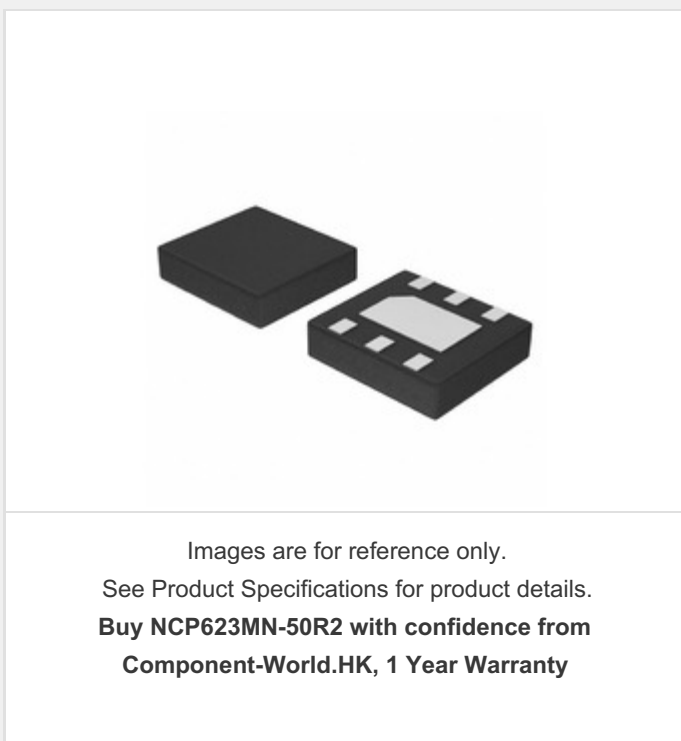 Images are for reference only.
See Product Specifications for product details.
Buy NCP623MN-50R2 with confidence from
Component-World.HK, 1 Year Warranty